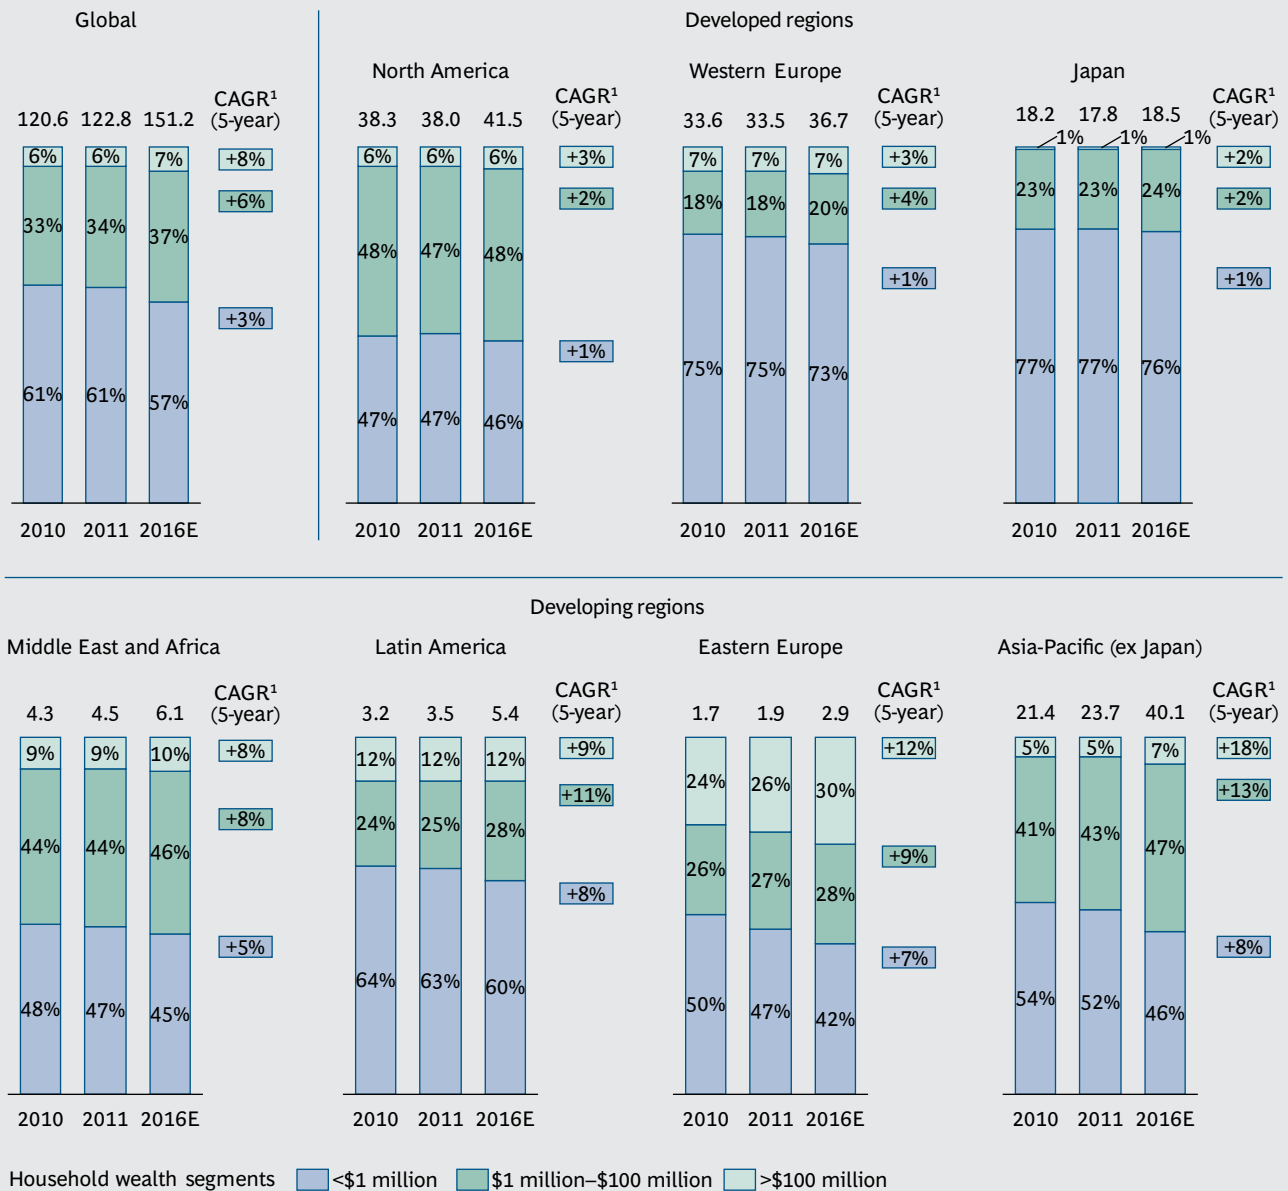 Global
Developed regions
North America
Western Europe
Japan
CAGR¹
(5-year)
120.6 122.8 151.2
6% 6% 7% +8%
+6%
33% 34% 37%
+3%
61% 61% 57%
2010 2011 2016E
CAGR¹
(5-year)
38.3 38.0 41.5
6% 6% 6% +3%
+2%
48% 47% 48%
+1%
47% 47% 46%
2010 2011 2016E
CAGR¹
(5-year)
33.6 33.5 36.7
7% 7% 7% +3%
18% 18% 20% +4%
+1%
75% 75% 73%
2010 2011 2016E
CAGR¹
(5-year)
18.2 17.8 18.5
1% 1% 1%
+2%
23% 23% 24% +2%
+1%
77% 77% 76%
2010 2011 2016E
Developing regions
Middle East and Africa
Latin America
Eastern Europe
Asia-Pacific (ex Japan)
CAGR¹
(5-year)
4.3 4.5 6.1
9% 9% 10% +8%
+8%
44% 44% 46%
+5%
48% 47% 45%
2010 2011 2016E
CAGR¹
(5-year)
3.2 3.5 5.4
12% 12% 12% +9%
+11%
24% 25% 28%
+8%
64% 63% 60%
2010 2011 2016E
CAGR¹
(5-year)
1.7 1.9 2.9
+12%
24% 26% 30%
+9%
26% 27% 28%
+7%
50% 47% 42%
2010 2011 2016E
CAGR¹
(5-year)
21.4 23.7 40.1
5% 5% 7% +18%
+13%
41% 43% 47%
+8%
54% 52% 46%
2010 2011 2016E
Household wealth segments <$1 million $1 million–$100 million >$100 million